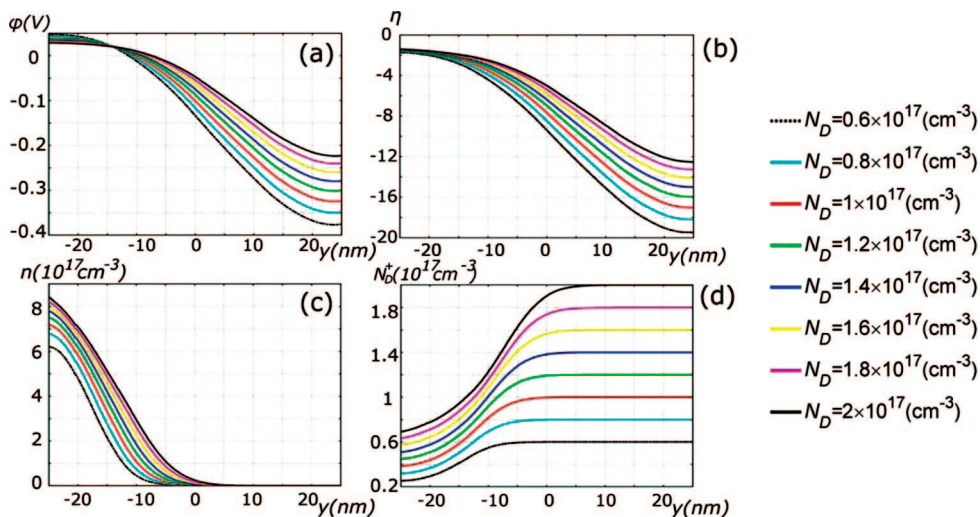 φ(V)
(a)
0
-0.1
-0.2
-0.3
-0.4
-20 -10 0 10 20 y(nm)
η
(b)
0
-4
-8
-12
-16
-20
-20 -10 0 10 20 y(nm)
n(10^17cm^-3)
(c)
8
6
4
2
0
-20 -10 0 10 20 y(nm)
N_D^+(10^17cm^-3)
(d)
1.8
1.4
1
0.6
0.2
-20 -10 0 10 20 y(nm)
N_D=0.6×10^17(cm^-3)
N_D=0.8×10^17(cm^-3)
N_D=1×10^17(cm^-3)
N_D=1.2×10^17(cm^-3)
N_D=1.4×10^17(cm^-3)
N_D=1.6×10^17(cm^-3)
N_D=1.8×10^17(cm^-3)
N_D=2×10^17(cm^-3)